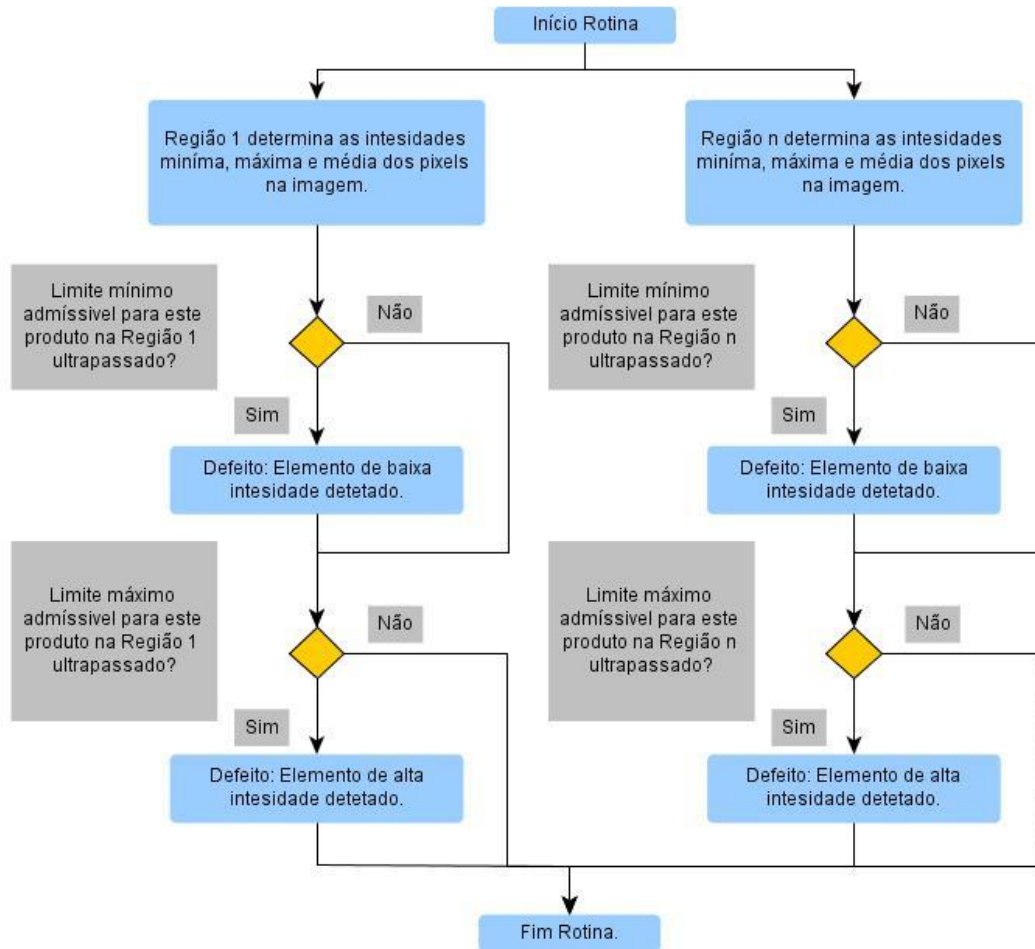 Início Rotina
Região 1 determina as intesidades
miníma, máxima e média dos pixels
na imagem.
Região n determina as intesidades
miníma, máxima e média dos pixels
na imagem.
Limite mínimo
admíssivel para este
produto na Região 1
ultrapassado?
Não
Limite mínimo
admíssivel para este
produto na Região n
ultrapassado?
Não
Sim
Sim
Defeito: Elemento de baixa
intesidade detetado.
Defeito: Elemento de baixa
intesidade detetado.
Limite máximo
admíssivel para este
produto na Região 1
ultrapassado?
Não
Limite máximo
admíssivel para este
produto na Região n
ultrapassado?
Não
Sim
Sim
Defeito: Elemento de alta
intesidade detetado.
Defeito: Elemento de alta
intesidade detetado.
Fim Rotina.